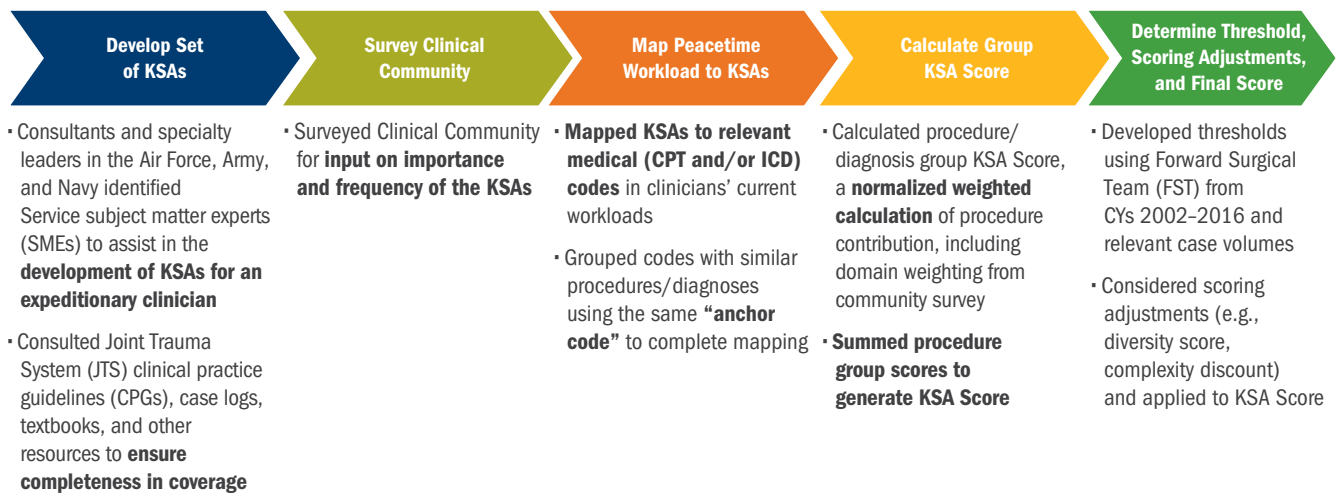 Develop Set
of KSAs
Survey Clinical
Community
Map Peacetime
Workload to KSAs
Calculate Group
KSA Score
Determine Threshold,
Scoring Adjustments,
and Final Score
· Consultants and specialty
leaders in the Air Force, Army,
and Navy identified
Service subject matter experts
(SMEs) to assist in the
development of KSAs for an
expeditionary clinician
· Consulted Joint Trauma
System (JTS) clinical practice
guidelines (CPGs), case logs,
textbooks, and other
resources to ensure
completeness in coverage
· Surveyed Clinical Community
for input on importance
and frequency of the KSAs
· Mapped KSAs to relevant
medical (CPT and/or ICD)
codes in clinicians’ current
workloads
· Grouped codes with similar
procedures/diagnoses
using the same “anchor
code” to complete mapping
· Calculated procedure/
diagnosis group KSA Score,
a normalized weighted
calculation of procedure
contribution, including
domain weighting from
community survey
· Summed procedure
group scores to
generate KSA Score
· Developed thresholds
using Forward Surgical
Team (FST) from
CYs 2002–2016 and
relevant case volumes
· Considered scoring
adjustments (e.g.,
diversity score,
complexity discount)
and applied to KSA Score